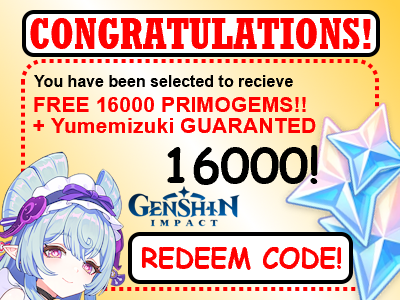 CONGRATULATIONS!
You have been selected to recieve
FREE 16000 PRIMOGEMS!!
+ Yumemizuki GUARANTED
16000!
GENSHIN
IMPACT
REDEEM CODE!